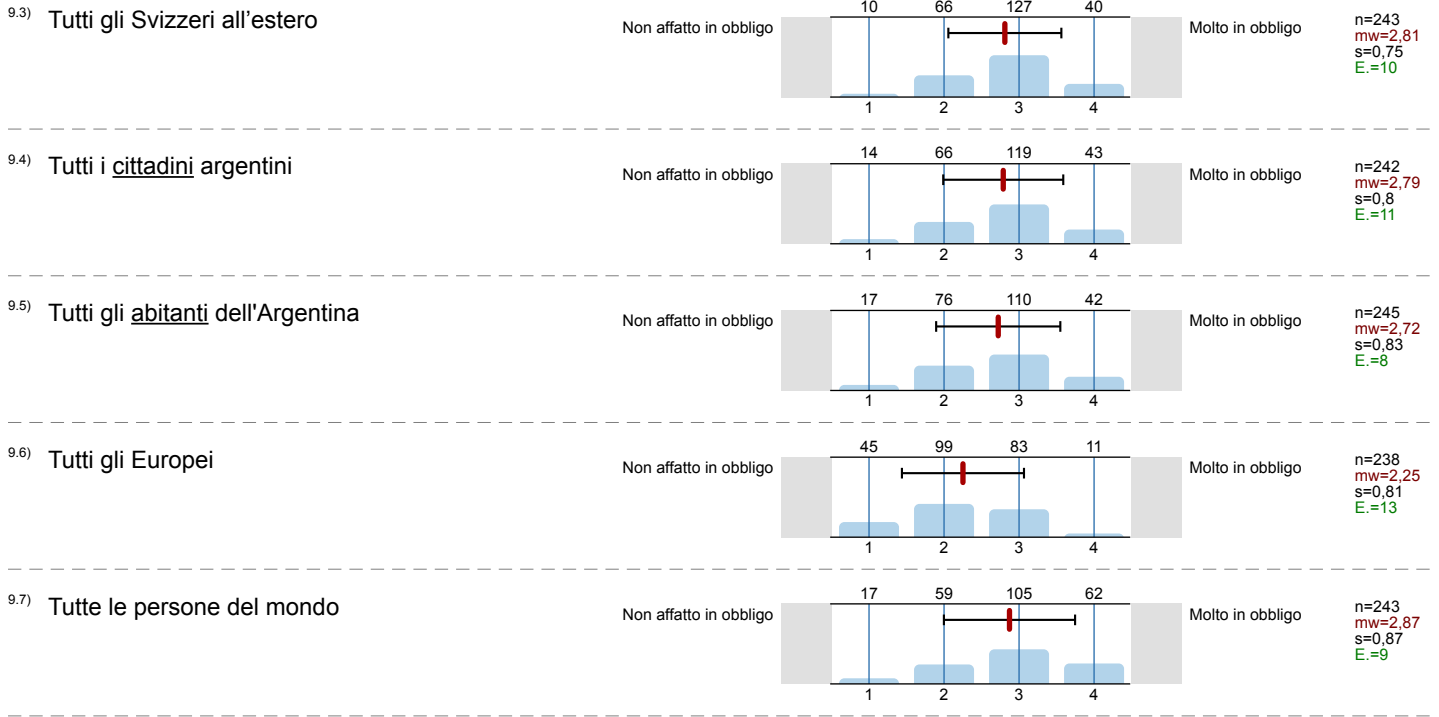 9.3) Tutti gli Svizzeri all’estero
10 66 127 40
Non affatto in obbligo
Molto in obbligo
n=243
mw=2,81
s=0,75
E.=10
1 2 3 4
9.4) Tutti i cittadini argentini
14 66 119 43
Non affatto in obbligo
Molto in obbligo
n=242
mw=2,79
s=0,8
E.=11
1 2 3 4
9.5) Tutti gli abitanti dell'Argentina
17 76 110 42
Non affatto in obbligo
Molto in obbligo
n=245
mw=2,72
s=0,83
E.=8
1 2 3 4
9.6) Tutti gli Europei
45 99 83 11
Non affatto in obbligo
Molto in obbligo
n=238
mw=2,25
s=0,81
E.=13
1 2 3 4
9.7) Tutte le persone del mondo
17 59 105 62
Non affatto in obbligo
Molto in obbligo
n=243
mw=2,87
s=0,87
E.=9
1 2 3 4